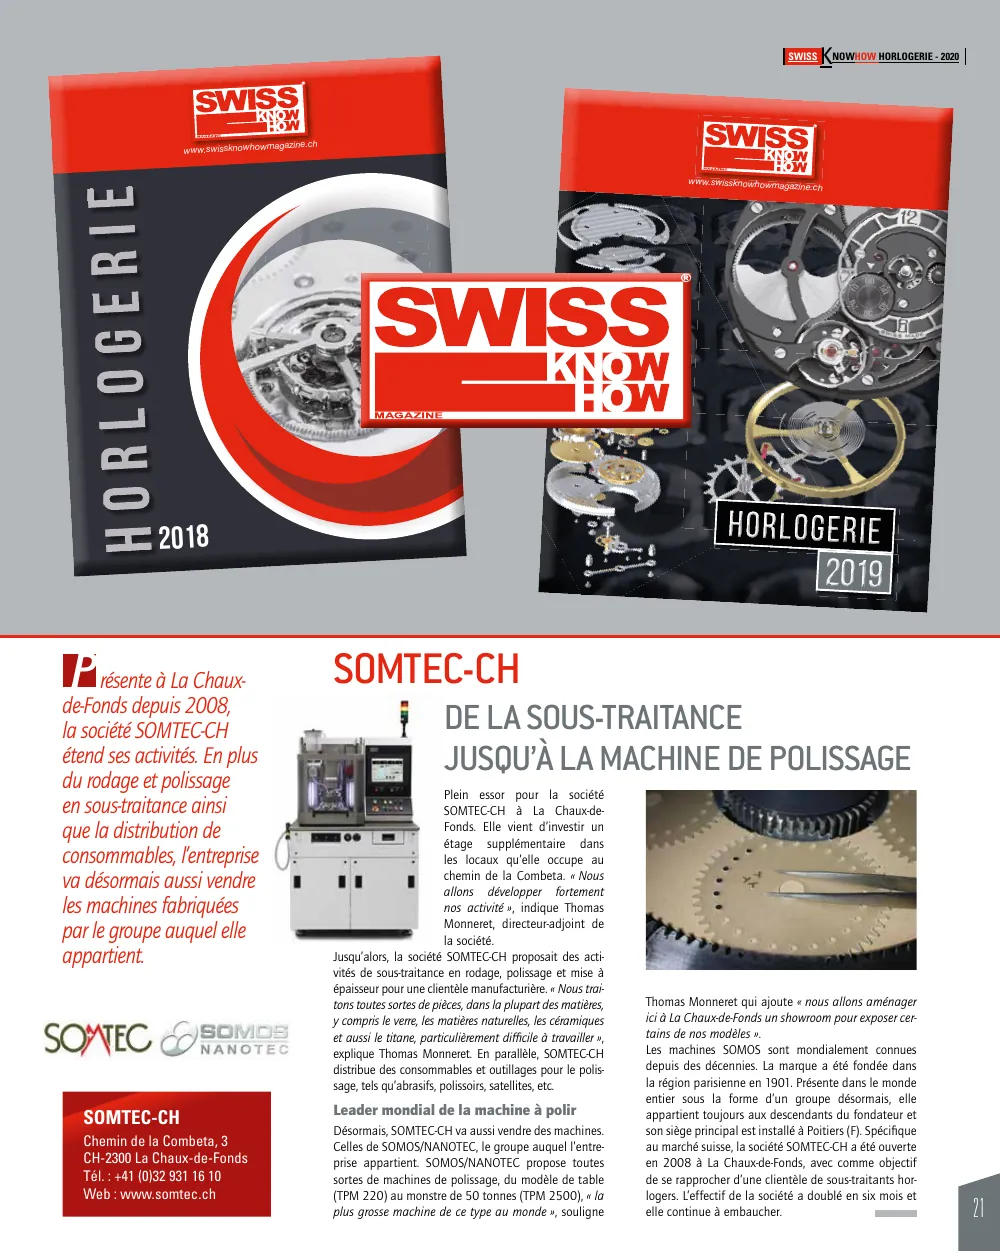 SWISS KNOWHOW HORLOGERIE - 2020
SWISS
KNOW
HOW
www.swissknowhowmagazine.ch
HORLOGERIE
2018
SWISS
KNOW
HOW
www.swissknowhowmagazine.ch
12
6
HORLOGERIE
2019
SWISS®
KNOW
HOW
MAGAZINE
Présente à La Chaux-
de-Fonds depuis 2008,
la société SOMTEC-CH
étend ses activités. En plus
du rodage et polissage
en sous-traitance ainsi
que la distribution de
consommables, l'entreprise
va désormais aussi vendre
les machines fabriquées
par le groupe auquel elle
appartient.
SOMTEC
SOMOS
NANOTEC
SOMTEC-CH
Chemin de la Combeta, 3
CH-2300 La Chaux-de-Fonds
Tél. : +41 (0)32 931 16 10
Web : www.somtec.ch
SOMTEC-CH
DE LA SOUS-TRAITANCE
JUSQU'À LA MACHINE DE POLISSAGE
Plein essor pour la société
SOMTEC-CH à La Chaux-de-
Fonds. Elle vient d'investir un
étage supplémentaire dans
les locaux qu'elle occupe au
chemin de la Combeta. « Nous
allons développer fortement
nos activité », indique Thomas
Monneret, directeur-adjoint de
la société.
Jusqu'alors, la société SOMTEC-CH proposait des acti-
vités de sous-traitance en rodage, polissage et mise à
épaisseur pour une clientèle manufacturière. « Nous trai-
tons toutes sortes de pièces, dans la plupart des matières,
y compris le verre, les matières naturelles, les céramiques
et aussi le titane, particulièrement difficile à travailler »,
explique Thomas Monneret. En parallèle, SOMTEC-CH
distribue des consommables et outillages pour le polis-
sage, tels qu'abrasifs, polissoirs, satellites, etc.
Leader mondial de la machine à polir
Désormais, SOMTEC-CH va aussi vendre des machines.
Celles de SOMOS/NANOTEC, le groupe auquel l'entre-
prise appartient. SOMOS/NANOTEC propose toutes
sortes de machines de polissage, du modèle de table
(TPM 220) au monstre de 50 tonnes (TPM 2500), « la
plus grosse machine de ce type au monde », souligne
Thomas Monneret qui ajoute « nous allons aménager
ici à La Chaux-de-Fonds un showroom pour exposer cer-
tains de nos modèles ».
Les machines SOMOS sont mondialement connues
depuis des décennies. La marque a été fondée dans
la région parisienne en 1901. Présente dans le monde
entier sous la forme d'un groupe désormais, elle
appartient toujours aux descendants du fondateur et
son siège principal est installé à Poitiers (F). Spécifique
au marché suisse, la société SOMTEC-CH a été ouverte
en 2008 à La Chaux-de-Fonds, avec comme objectif
de se rapprocher d'une clientèle de sous-traitants hor-
logers. L'effectif de la société a doublé en six mois et
elle continue à embaucher.
21